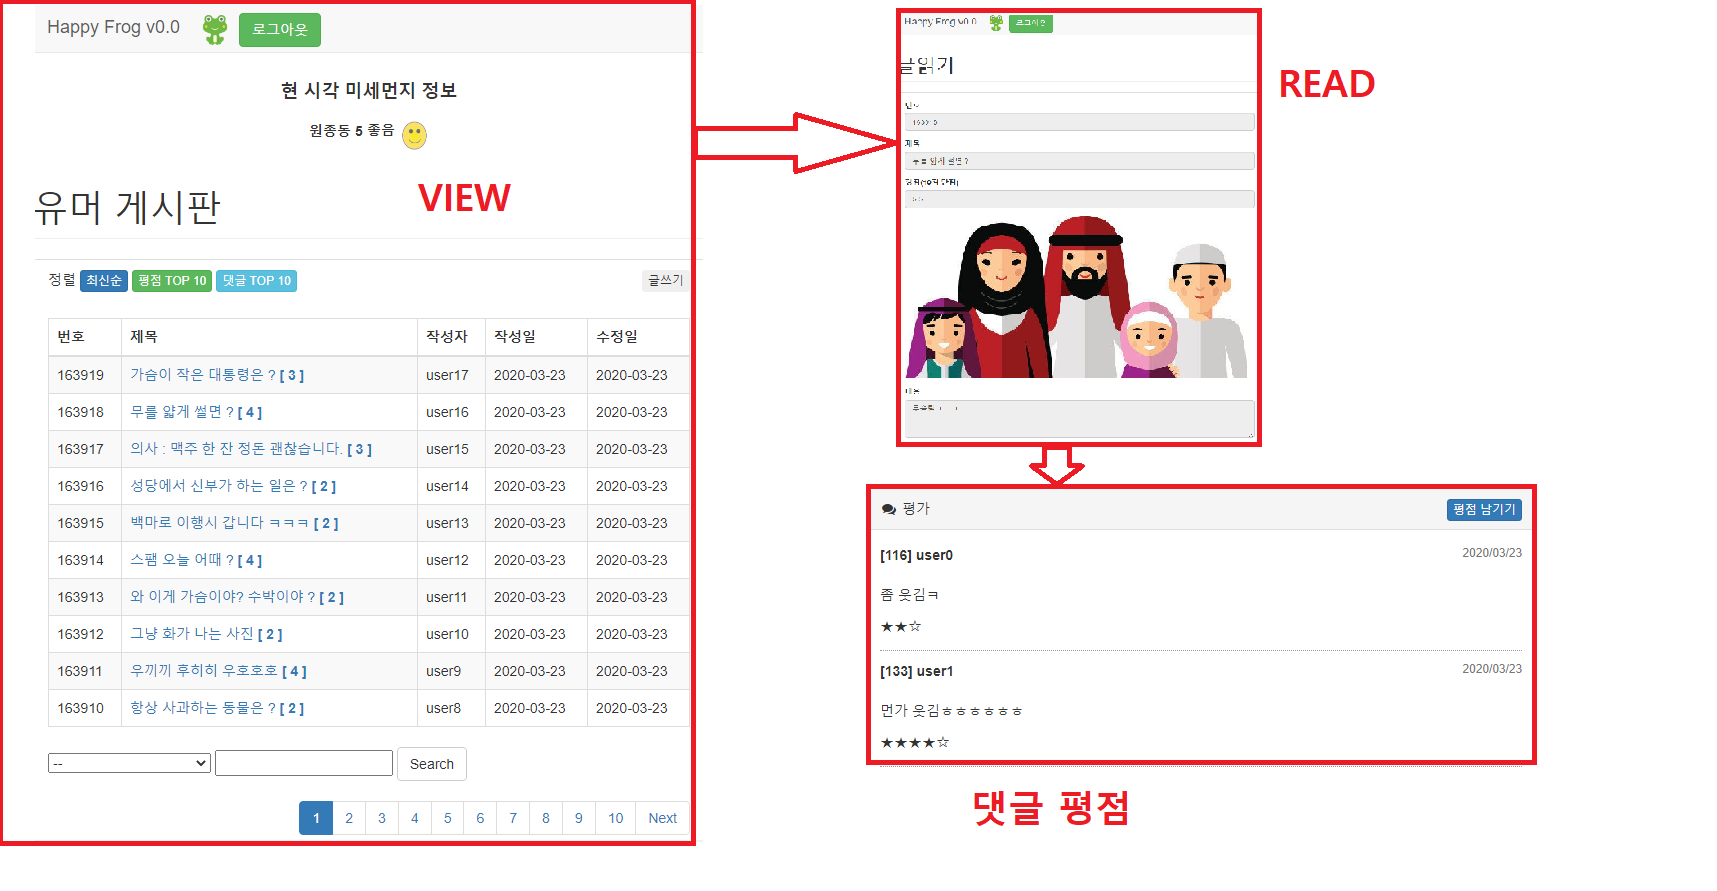 Happy Frog v0.0 로그아웃
현 시각 미세먼지 정보
원종동 5 좋음
유머 게시판
VIEW
정렬 최신순 평점 TOP 10 댓글 TOP 10 글쓰기
번호 제목 작성자 작성일 수정일
163919 가슴이 작은 대통령은 ? [ 3 ] user17 2020-03-23 2020-03-23
163918 무를 얇게 썰면 ? [ 4 ] user16 2020-03-23 2020-03-23
163917 의사 : 맥주 한 잔 정돈 괜찮습니다. [ 3 ] user15 2020-03-23 2020-03-23
163916 성당에서 신부가 하는 일은 ? [ 2 ] user14 2020-03-23 2020-03-23
163915 백마로 이행시 갑니다 ㅋㅋㅋ [ 2 ] user13 2020-03-23 2020-03-23
163914 스팸 오늘 어때 ? [ 4 ] user12 2020-03-23 2020-03-23
163913 와 이게 가슴이야? 수박이야 ? [ 2 ] user11 2020-03-23 2020-03-23
163912 그냥 화가 나는 사진 [ 2 ] user10 2020-03-23 2020-03-23
163911 우끼끼 후히히 우호호호 [ 4 ] user9 2020-03-23 2020-03-23
163910 항상 사과하는 동물은 ? [ 2 ] user8 2020-03-23 2020-03-23
-- Search
1 2 3 4 5 6 7 8 9 10 Next
Happy Frog v0.0 로그아웃
글읽기
READ
제목
무를 얇게 썰면 ?
평가 평점 남기기
[116] user0 2020/03/23
좀 웃김ㅋ
★★☆
[133] user1 2020/03/23
먼가 웃김ㅎㅎㅎㅎㅎㅎ
★★★★☆
댓글 평점